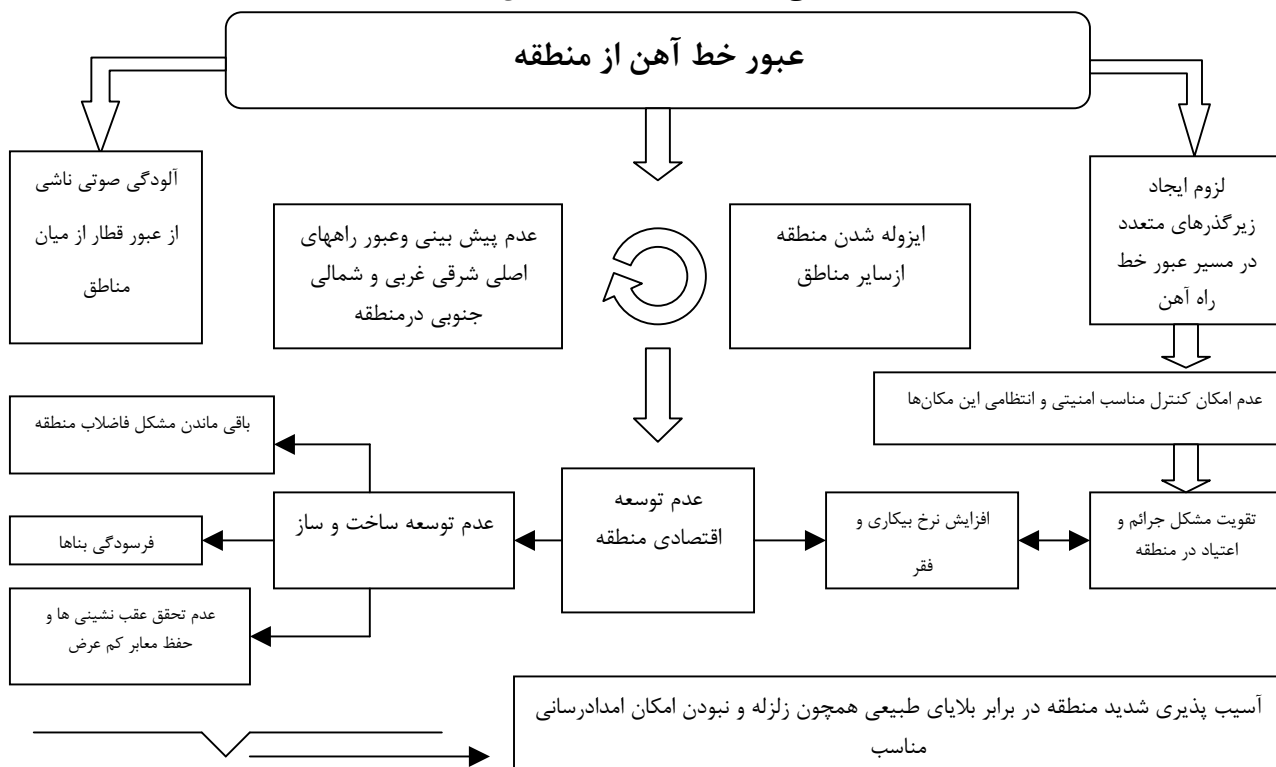 عبور خط آهن از منطقه
لزوم ایجاد
زیرگذرهای متعدد
در مسیر عبور خط
راه آهن
ایزوله شدن منطقه
ازسایر مناطق
عدم پیش بینی وعبور راههای
اصلی شرقی غربی و شمالی
جنوبی درمنطقه
آلودگی صوتی ناشی
از عبور قطار از میان
مناطق
عدم امکان کنترل مناسب امنیتی و انتظامی این مکان‌ها
تقویت مشکل جرائم و
اعتیاد در منطقه
افزایش نرخ بیکاری و
فقر
عدم توسعه
اقتصادی منطقه
عدم توسعه ساخت و ساز
باقی ماندن مشکل فاضلاب منطقه
فرسودگی بناها
عدم تحقق عقب نشینی ها و
حفظ معابر کم عرض
آسیب پذیری شدید منطقه در برابر بلایای طبیعی همچون زلزله و نبودن امکان امدادرسانی
مناسب